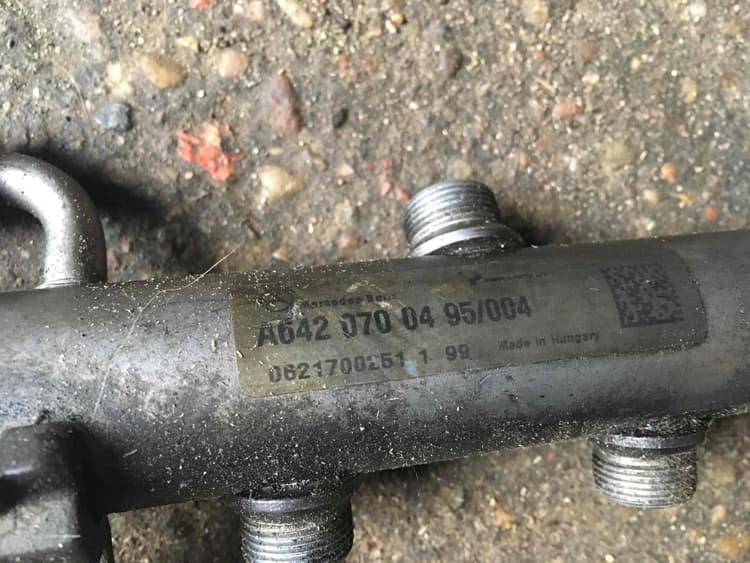 Mercedes Benz
A642 070 04 95/004
0621700251 1 99 Made in Hungary